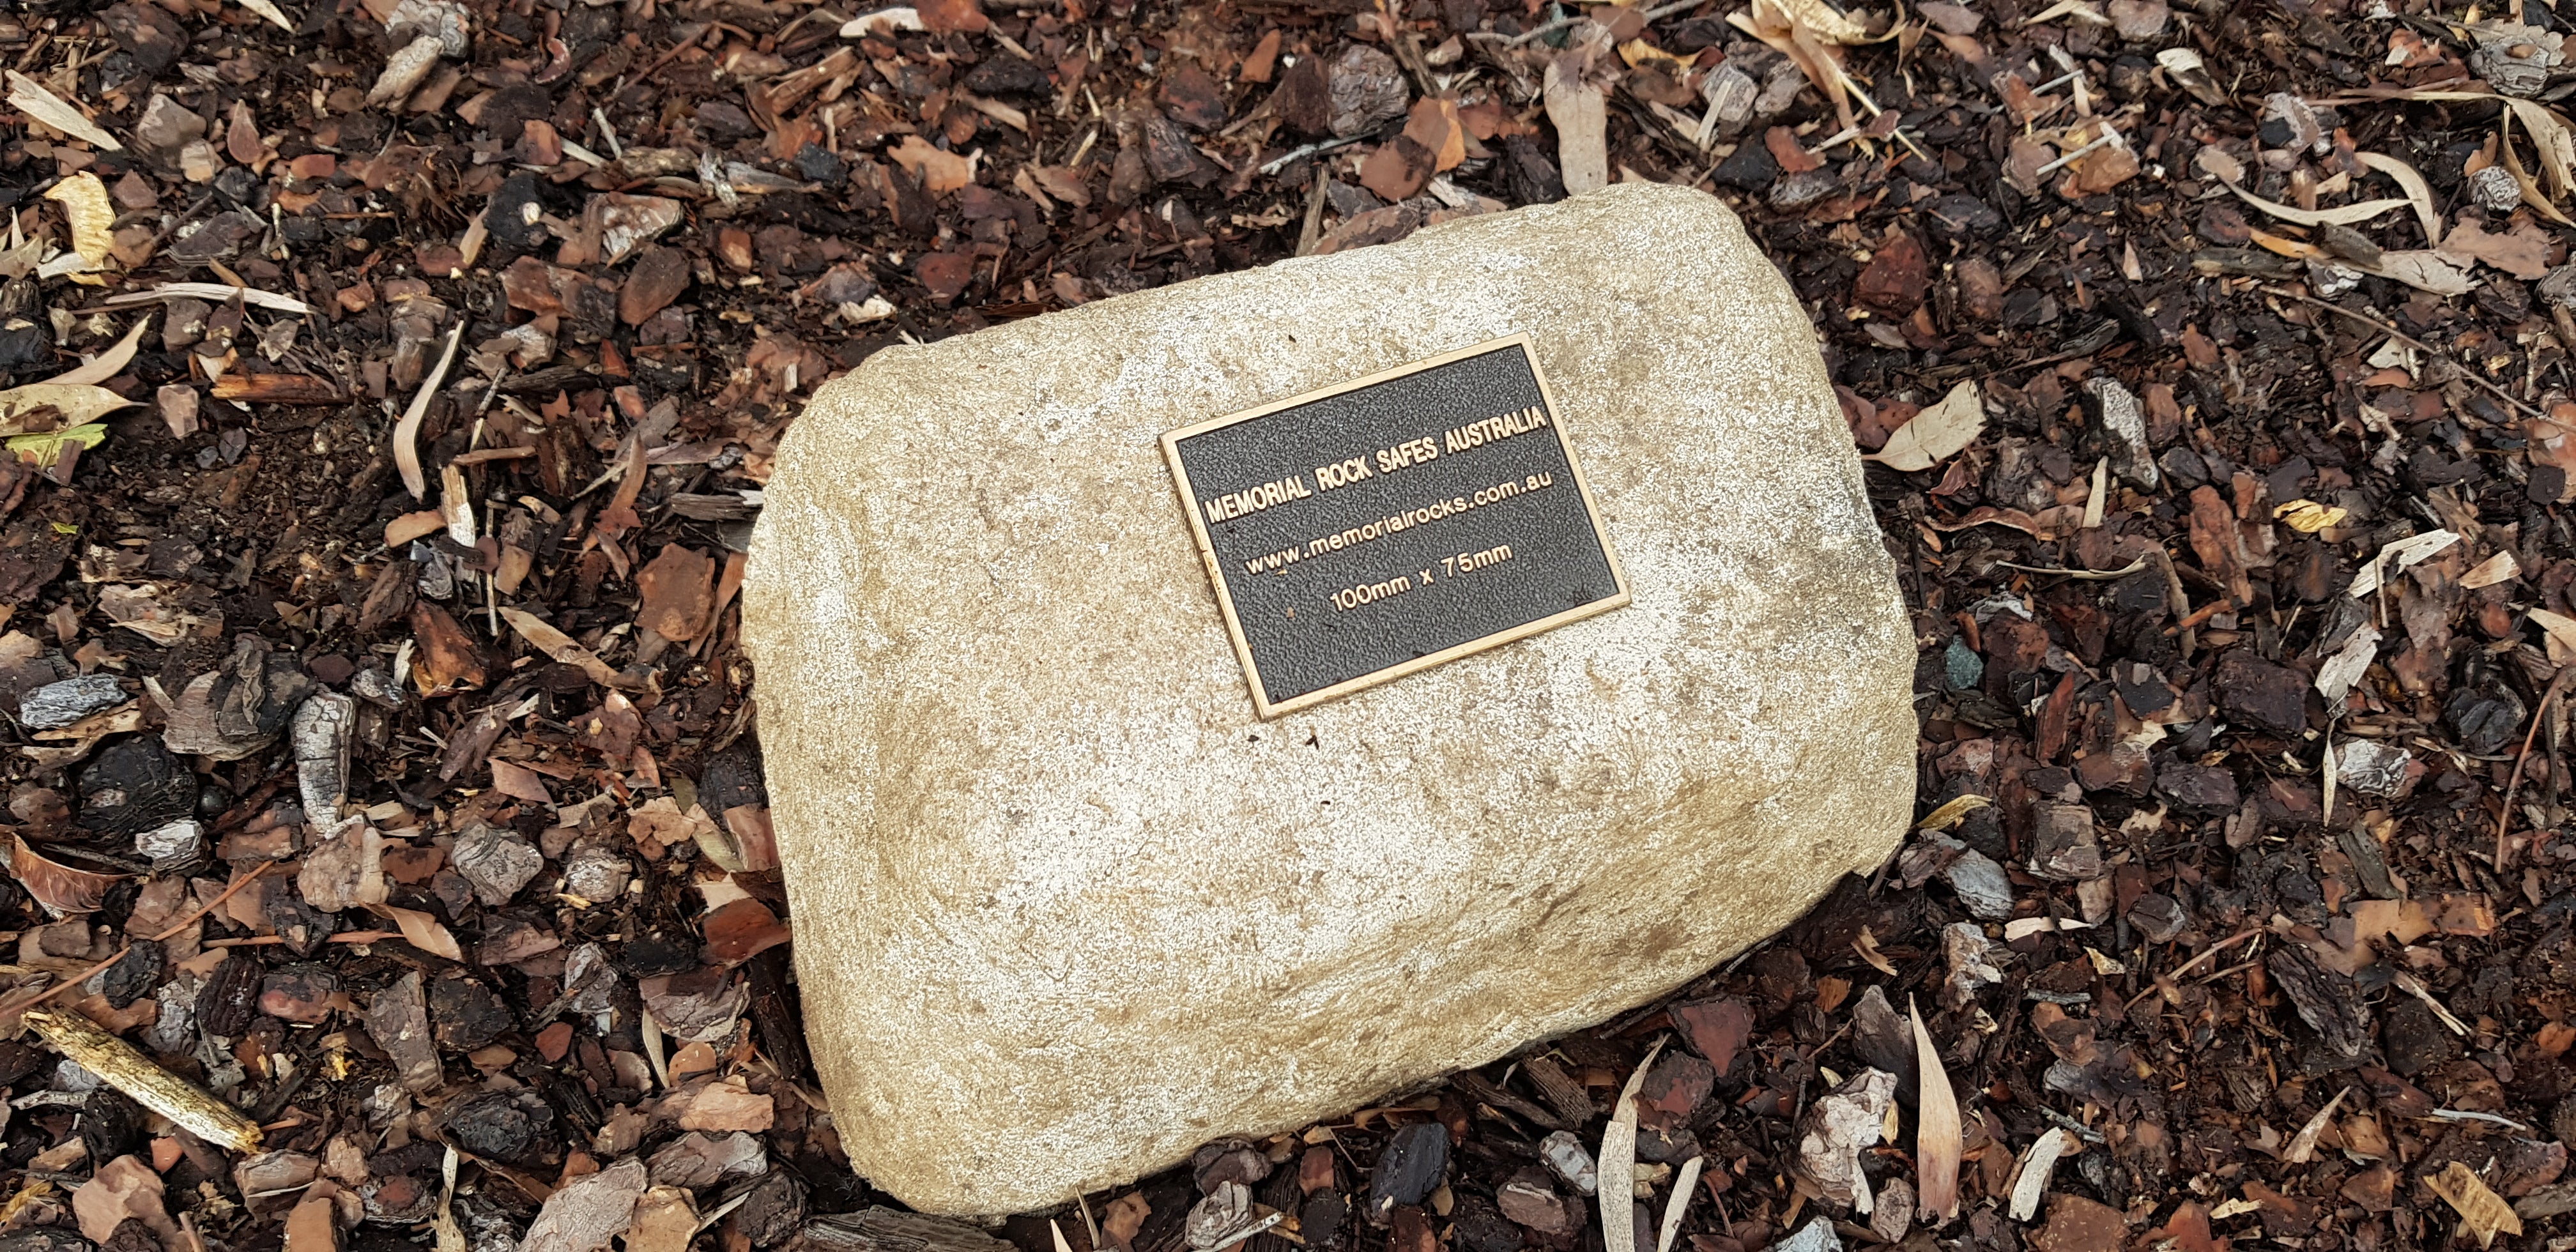 MEMORIAL ROCK SAFES AUSTRALIA
www.memorialrocks.com.au
100mm x 75mm